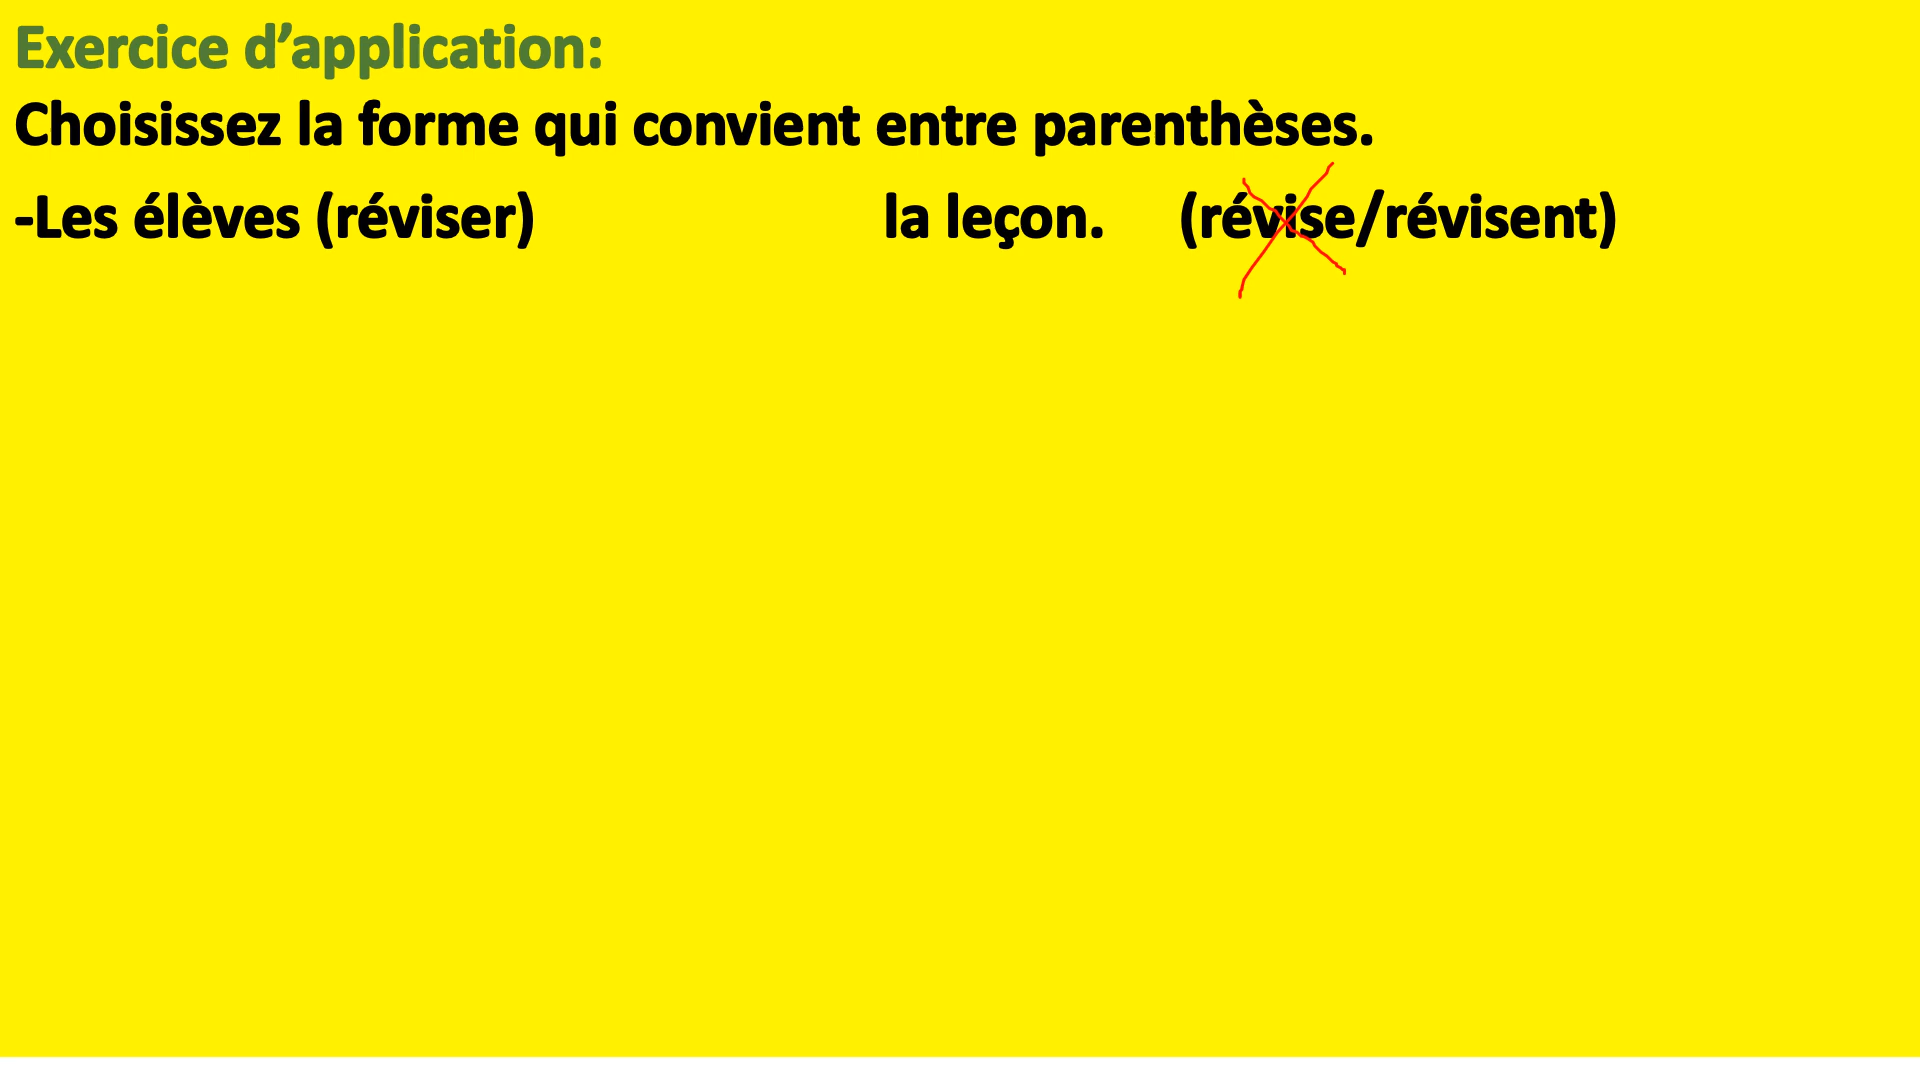 Exercice d’application:
Choisissez la forme qui convient entre parenthèses.
-Les élèves (réviser) la leçon. (révise/révisent)